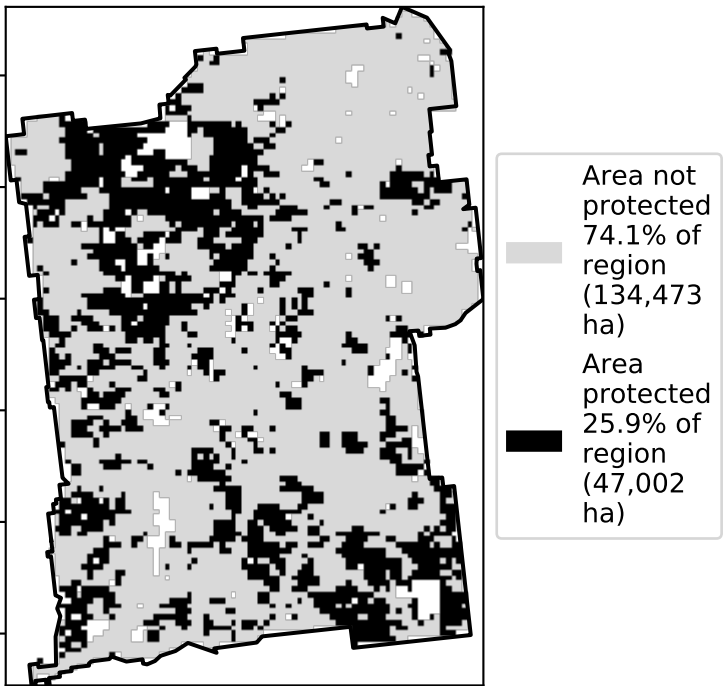 Area not
protected
74.1% of
region
(134,473
ha)
Area
protected
25.9% of
region
(47,002
ha)